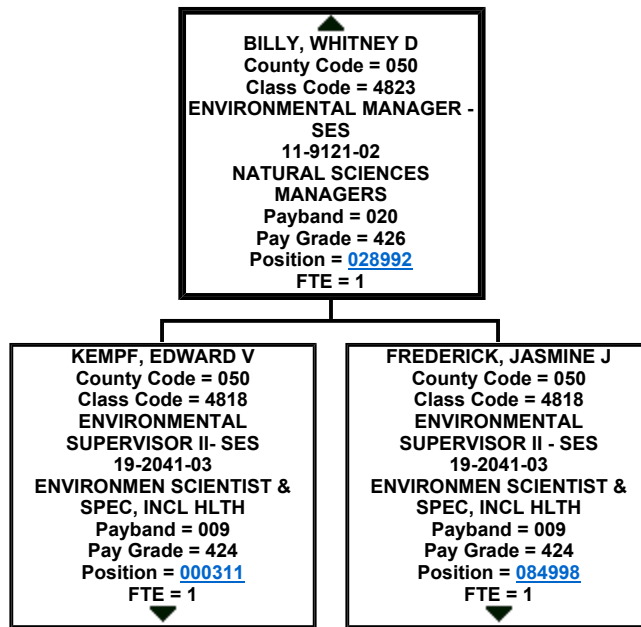 BILLY, WHITNEY D
County Code = 050
Class Code = 4823
ENVIRONMENTAL MANAGER -
SES
11-9121-02
NATURAL SCIENCES
MANAGERS
Payband = 020
Pay Grade = 426
Position = 028992
FTE = 1
KEMPF, EDWARD V
County Code = 050
Class Code = 4818
ENVIRONMENTAL
SUPERVISOR II- SES
19-2041-03
ENVIRONMEN SCIENTIST &
SPEC, INCL HLTH
Payband = 009
Pay Grade = 424
Position = 000311
FTE = 1
FREDERICK, JASMINE J
County Code = 050
Class Code = 4818
ENVIRONMENTAL
SUPERVISOR II - SES
19-2041-03
ENVIRONMEN SCIENTIST &
SPEC, INCL HLTH
Payband = 009
Pay Grade = 424
Position = 084998
FTE = 1